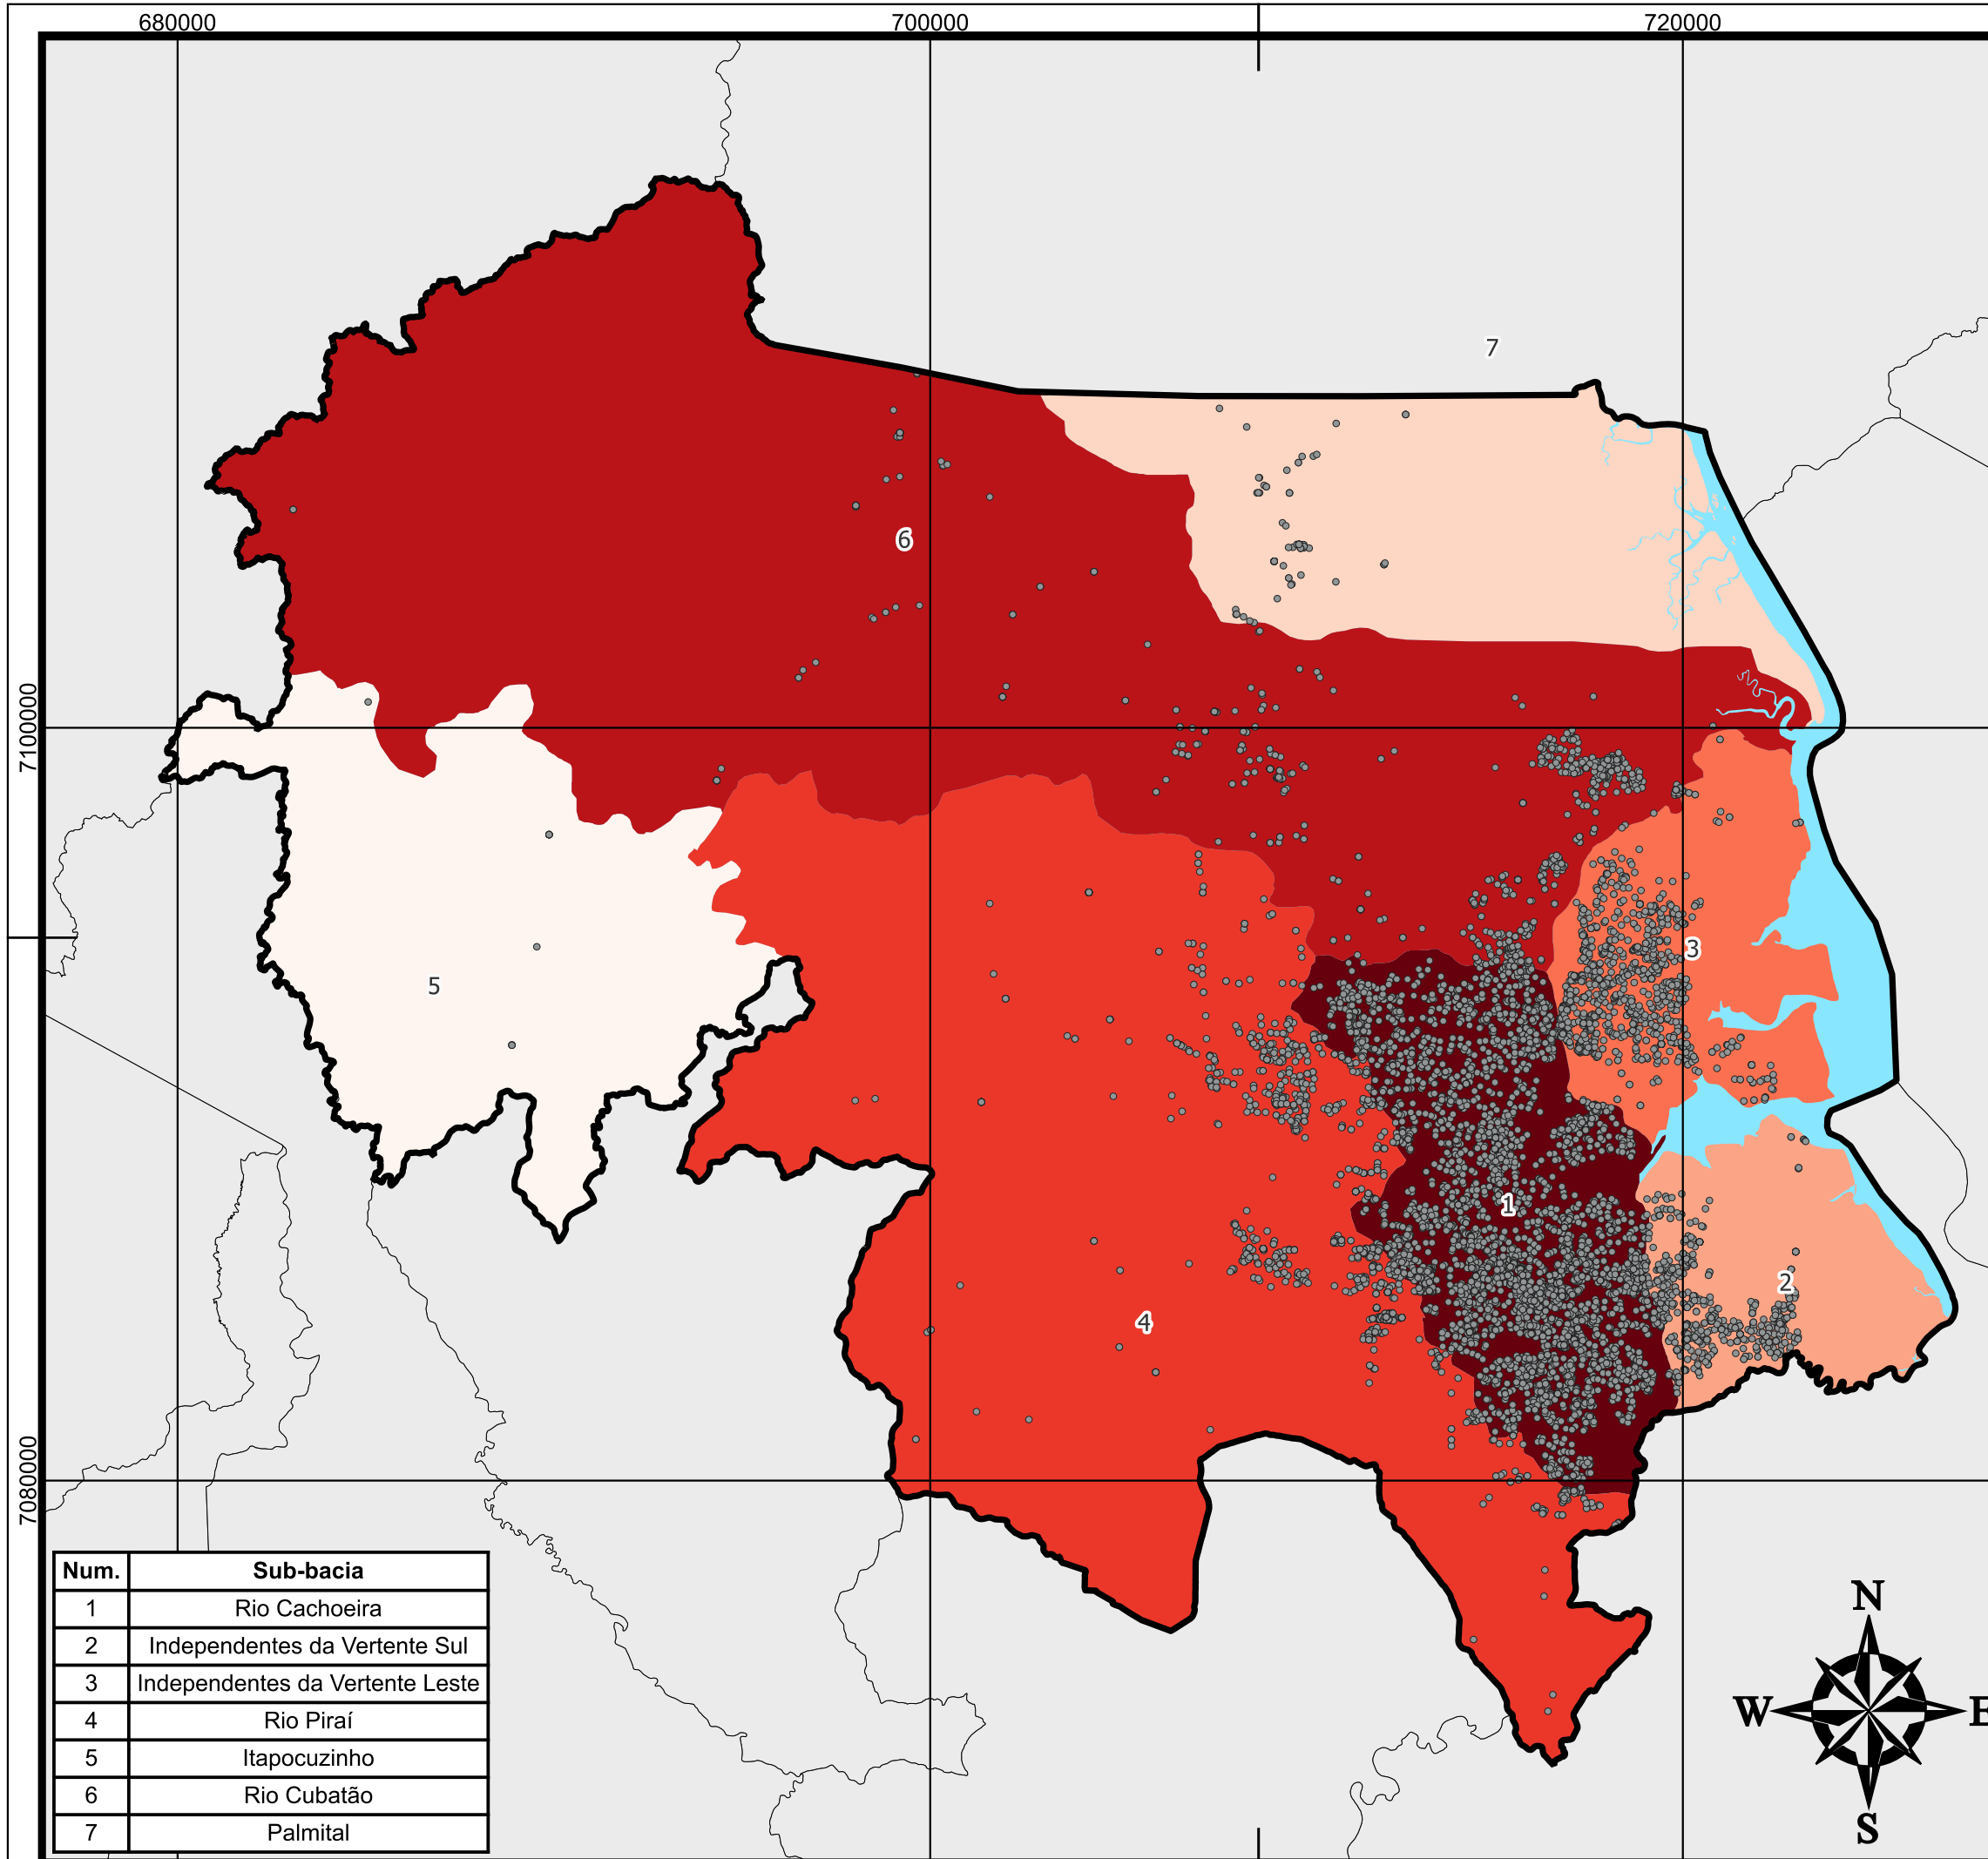 680000 700000 720000
7
6
7100000
3
5
1
2
4
7080000
Num. Sub-bacia
1 Rio Cachoeira
2 Independentes da Vertente Sul
3 Independentes da Vertente Leste
4 Rio Piraí
5 Itapocuzinho
6 Rio Cubatão
7 Palmital
N
W E
S